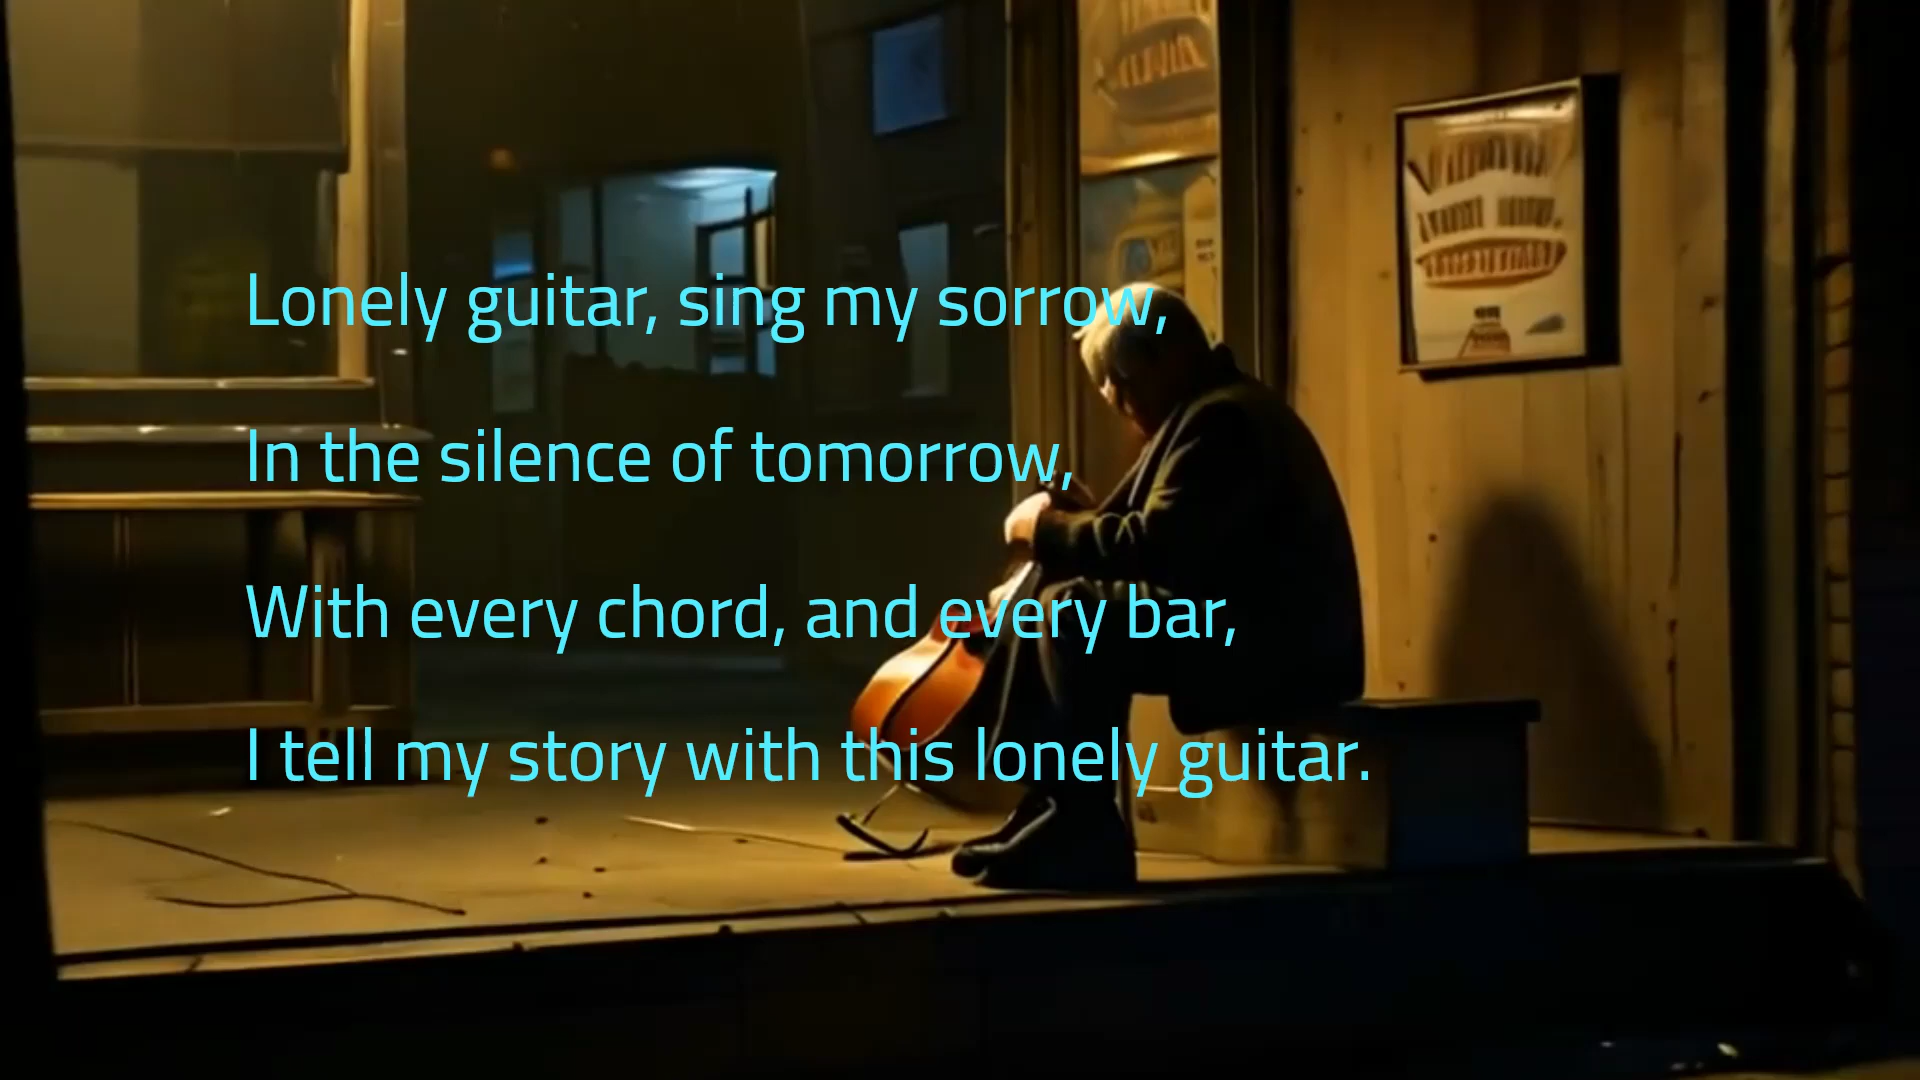 Lonely guitar, sing my sorrow,
In the silence of tomorrow,
With every chord, and every bar,
I tell my story with this lonely guitar.